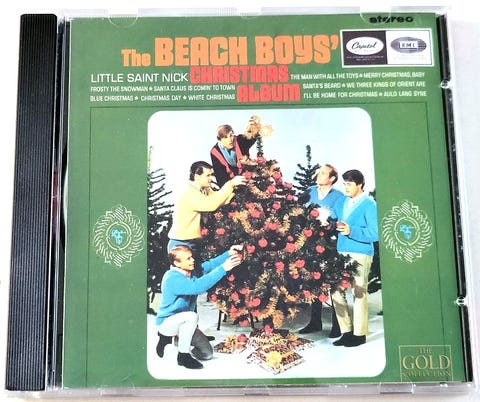 stereo
The BEACH BOYS'
CHRISTMAS
ALBUM
Capitol
EMI
LITTLE SAINT NICK
THE MAN WITH ALL THE TOYS ★ MERRY CHRISTMAS, BABY
FROSTY THE SNOWMAN ★ SANTA CLAUS IS COMIN' TO TOWN
SANTA'S BEARD ★ WE THREE KINGS OF ORIENT ARE
BLUE CHRISTMAS ★ CHRISTMAS DAY ★ WHITE CHRISTMAS
I'LL BE HOME FOR CHRISTMAS ★ AULD LANG SYNE
THE
GOLD
COLLECTION